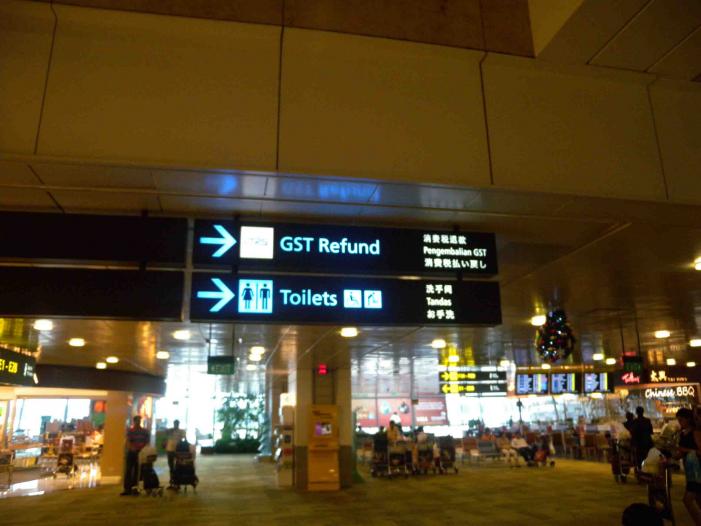 GST Refund
消費税退款
Pengembalian GST
消費税払い戻し
Toilets
洗手间
Tandas
お手洗
Chinese BBQ